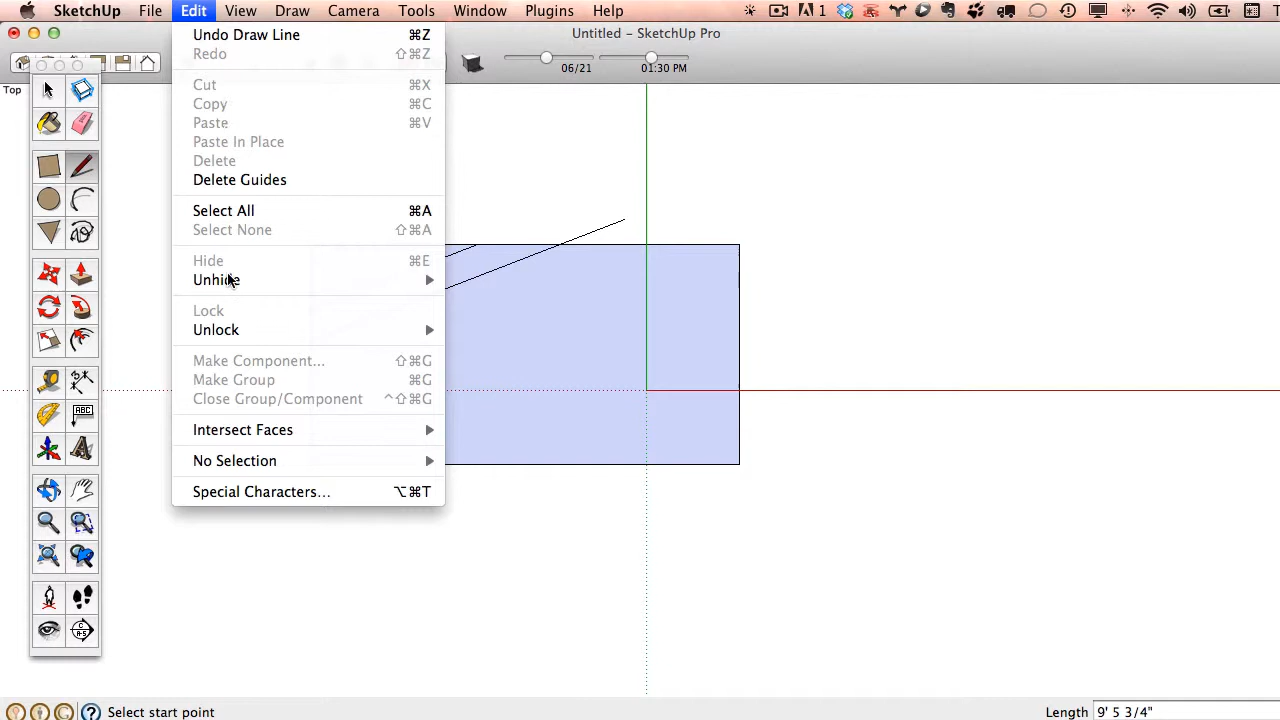 SketchUp File Edit View Draw Camera Tools Window Plugins Help 1
Untitled – SketchUp Pro
06/21 01:30 PM
Top
Undo Draw Line ⌘Z
Redo ⇧⌘Z
Cut ⌘X
Copy ⌘C
Paste ⌘V
Paste In Place
Delete
Delete Guides
Select All ⌘A
Select None ⇧⌘A
Hide ⌘E
Unhide
Lock
Unlock
Make Component... ⇧⌘G
Make Group ⌘G
Close Group/Component ^⇧⌘G
Intersect Faces
No Selection
Special Characters... ⌥⌘T
ABC
A
Select start point
Length 9' 5 3/4"